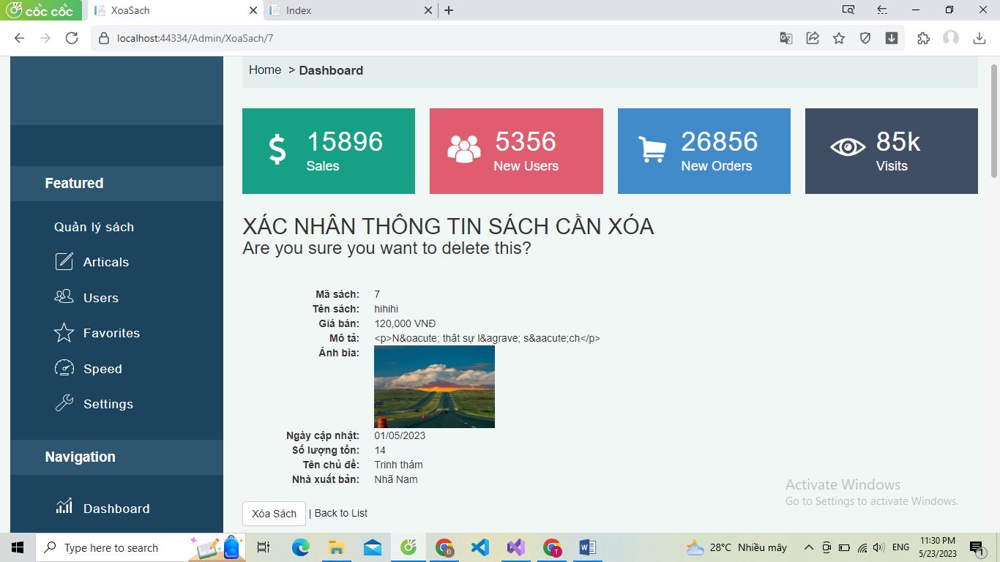 cốc cốc
XoaSach
Index
localhost:44334/Admin/XoaSach/7
Home > Dashboard
15896
Sales
5356
New Users
26856
New Orders
85k
Visits
Featured
Quản lý sách
Articals
Users
Favorites
Speed
Settings
Navigation
Dashboard
XÁC NHÂN THÔNG TIN SÁCH CẦN XÓA
Are you sure you want to delete this?
Mã sách: 7
Tên sách: hihihi
Giá bán: 120,000 VNĐ
Mô tả: <p>N&oacute; thật sự l&agrave; s&aacute;ch</p>
Ảnh bìa:
Ngày cập nhật: 01/05/2023
Số lượng tồn: 14
Tên chủ đề: Trinh thám
Nhà xuất bản: Nhã Nam
Xóa Sách | Back to List
Activate Windows
Go to Settings to activate Windows.
Type here to search
Đ
T
28°C Nhiều mây
ENG
11:30 PM
5/23/2023
1